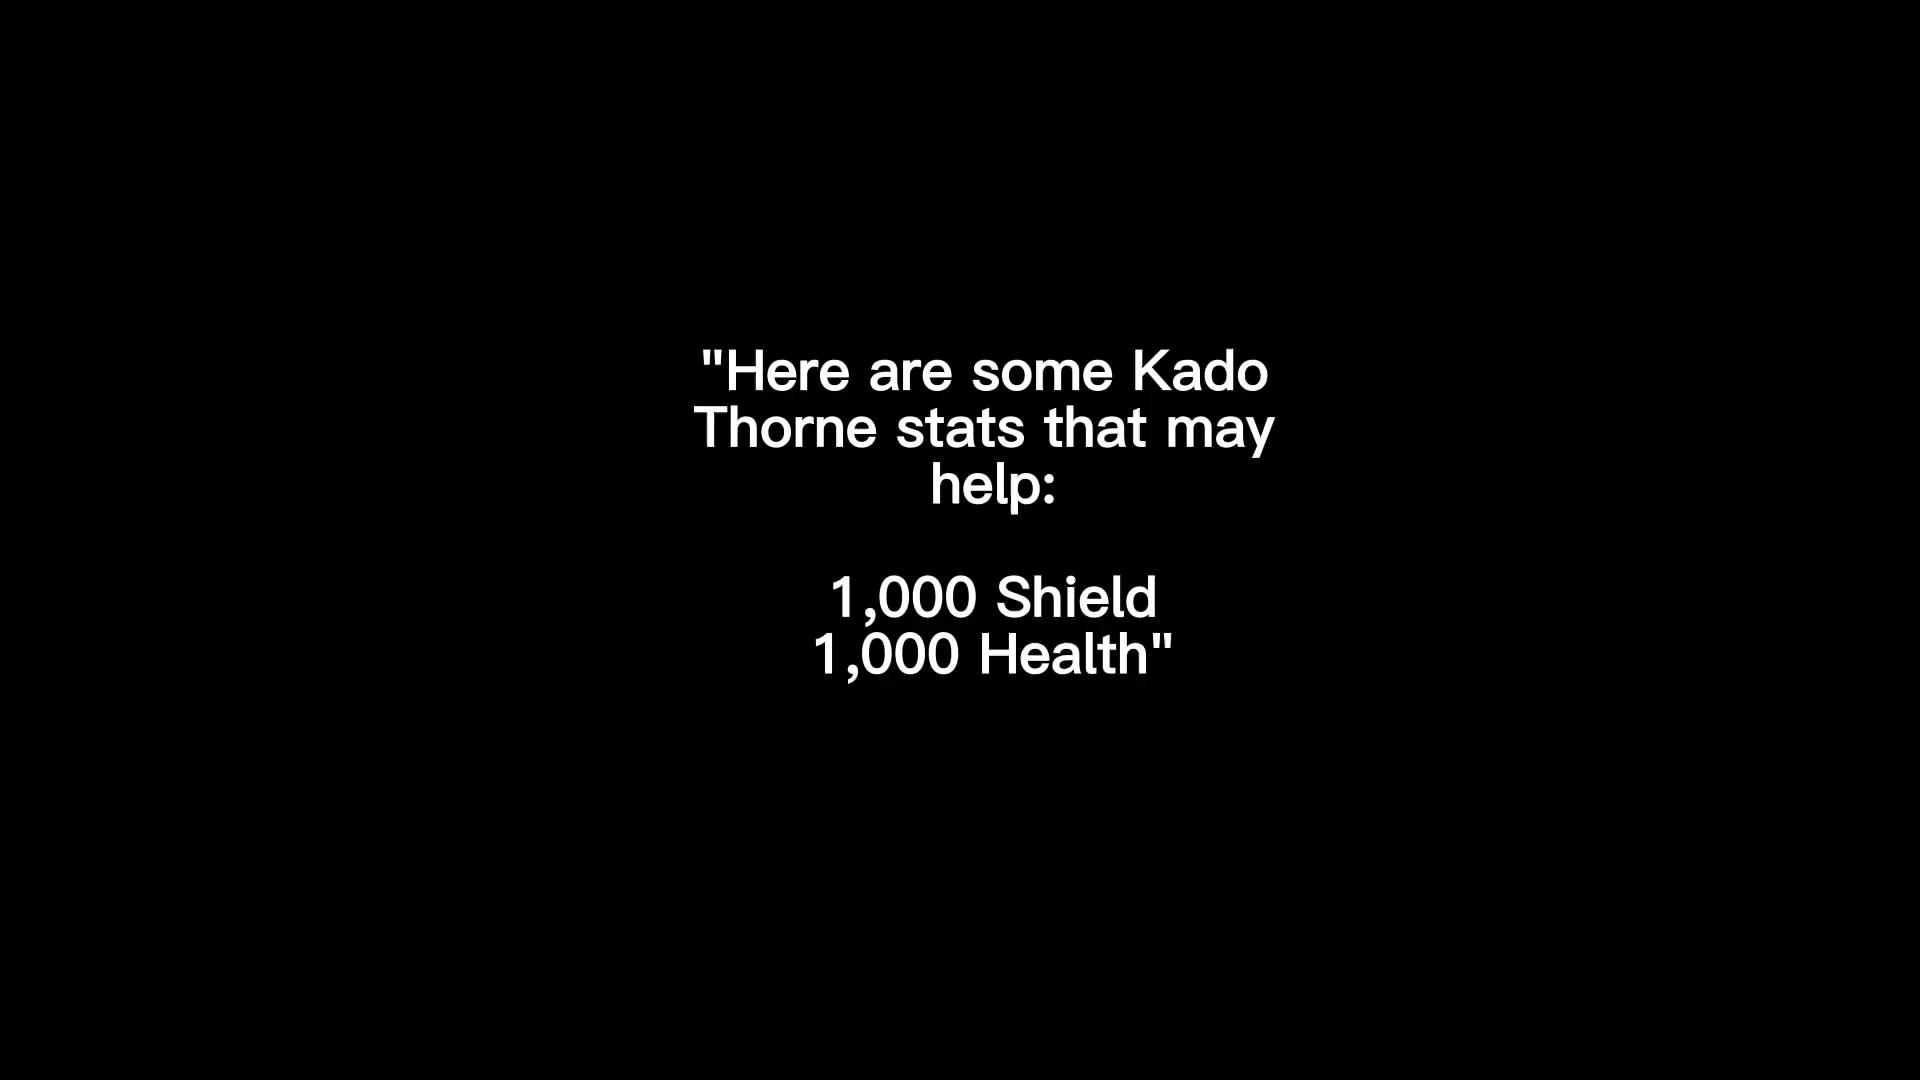 "Here are some Kado
Thorne stats that may
help:
1,000 Shield
1,000 Health"